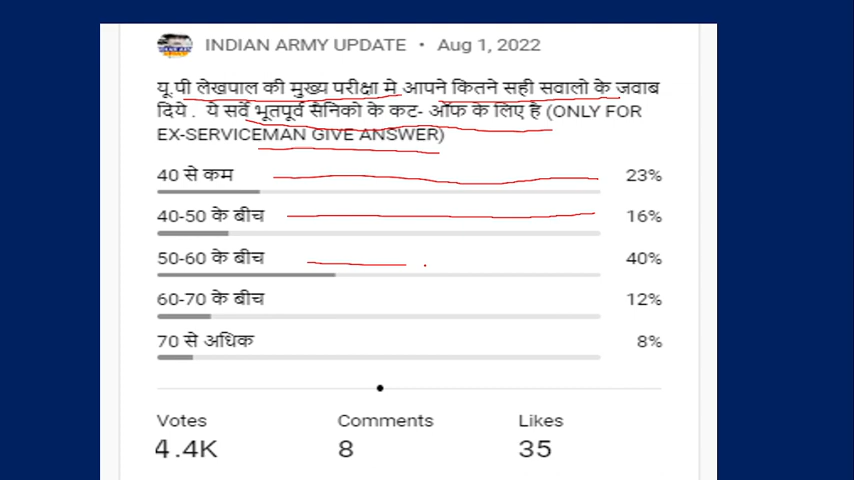 INDIAN ARMY UPDATE • Aug 1, 2022
यू.पी लेखपाल की मुख्य परीक्षा मे आपने कितने सही सवालो के जवाब
दिये . ये सर्वे भूतपूर्व सैनिको के कट- ऑफ के लिए है (ONLY FOR
EX-SERVICEMAN GIVE ANSWER)
40 से कम 23%
40-50 के बीच 16%
50-60 के बीच 40%
60-70 के बीच 12%
70 से अधिक 8%
Votes Comments Likes
4.4K 8 35